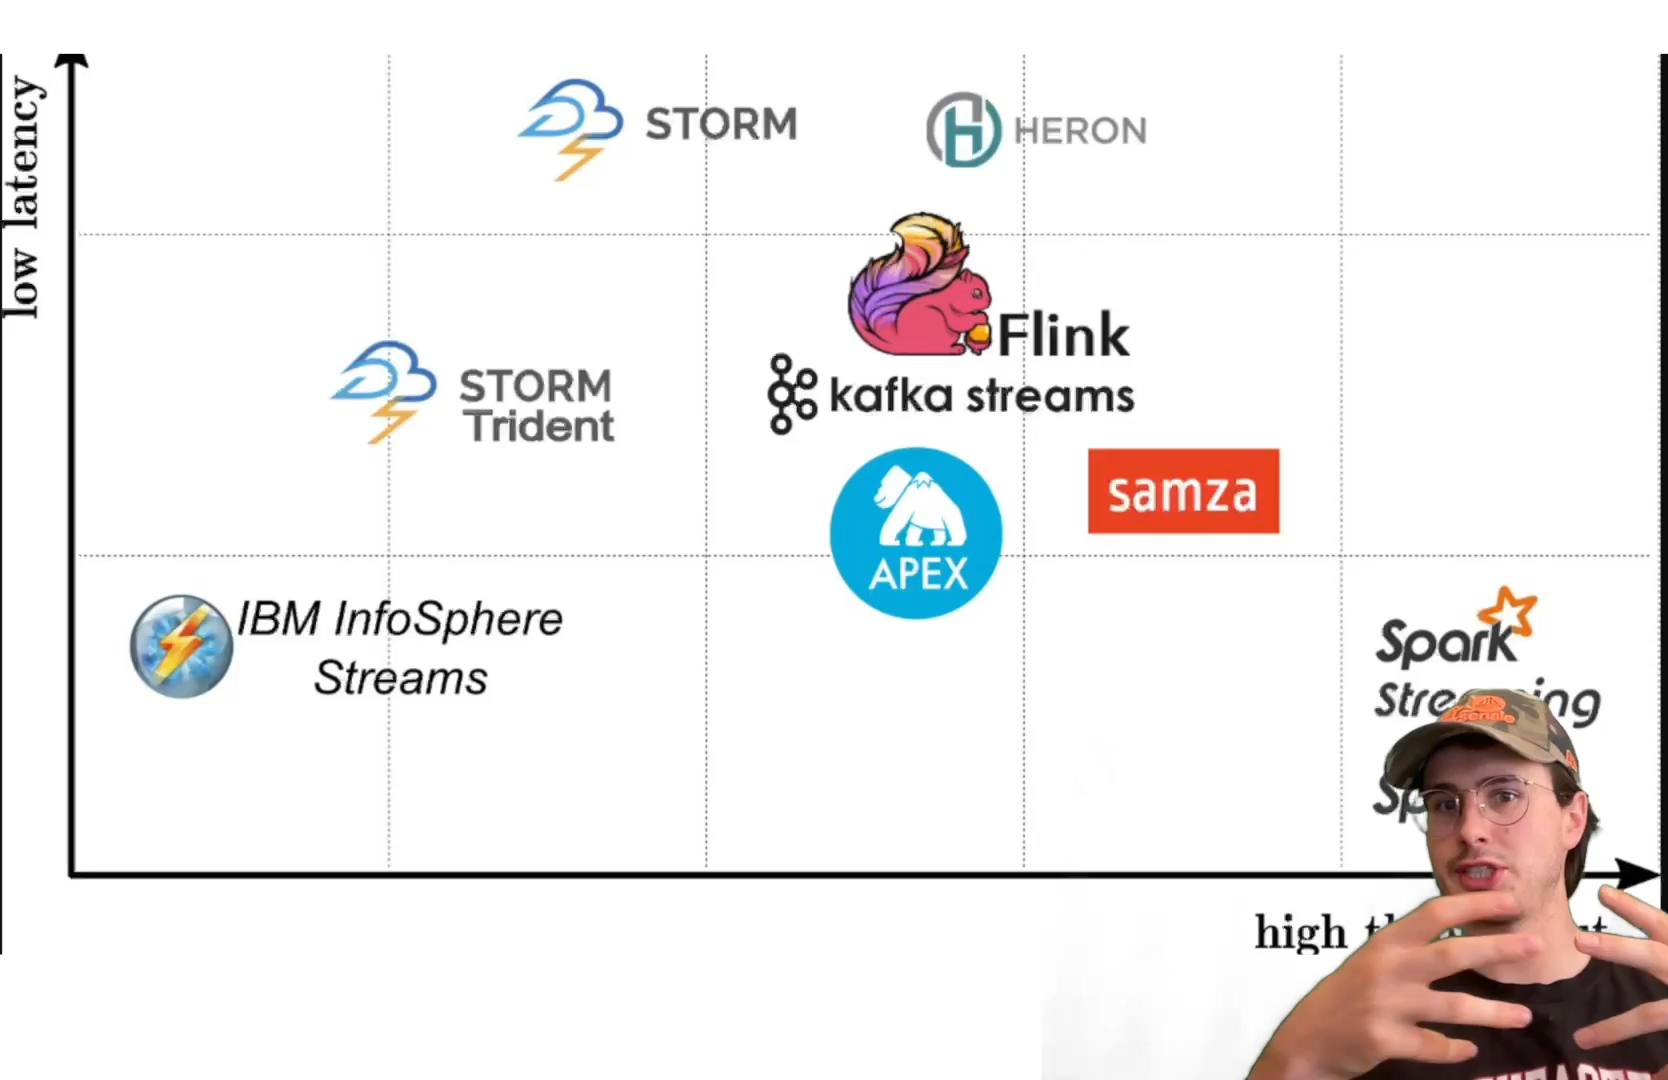 low latency
STORM
HERON
Flink
STORM
Trident
kafka streams
samza
APEX
IBM InfoSphere
Streams
Spark
high